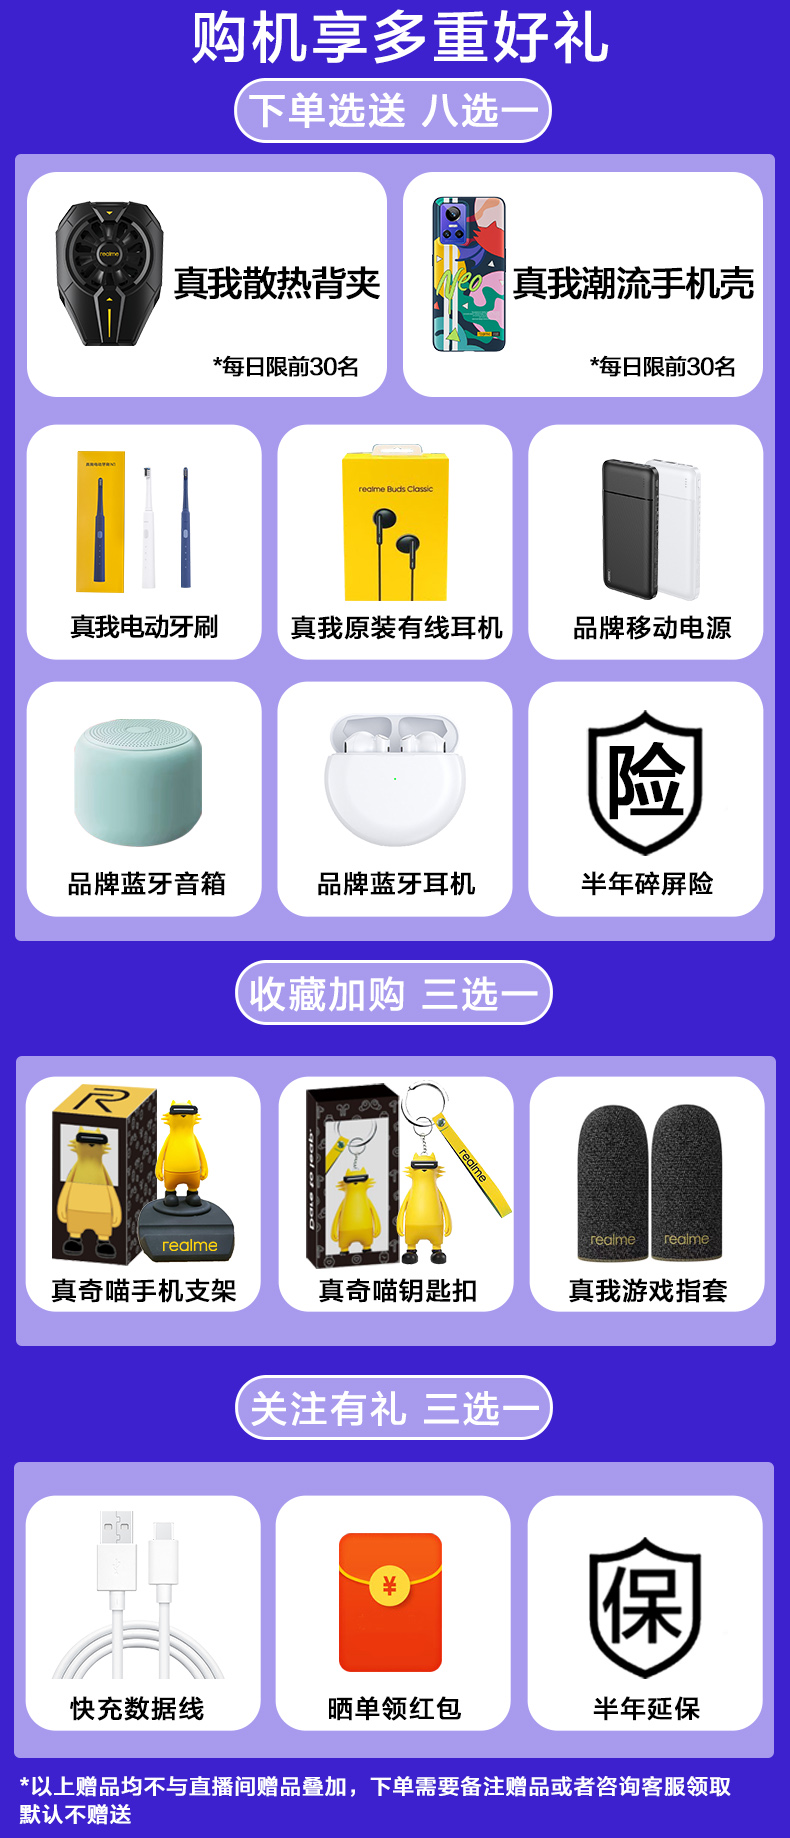 购机享多重好礼
下单选送 八选一
realme
真我散热背夹
*每日限前30名
Neo
真我潮流手机壳
*每日限前30名
真我电动牙刷
realme Buds Classic
真我原装有线耳机
品牌移动电源
品牌蓝牙音箱
品牌蓝牙耳机
险
半年碎屏险
收藏加购 三选一
R
realme
真奇喵手机支架
Dare to leap
realme
真奇喵钥匙扣
realme realme
真我游戏指套
关注有礼 三选一
快充数据线
¥
晒单领红包
保
半年延保
*以上赠品均不与直播间赠品叠加，下单需要备注赠品或者咨询客服领取
默认不赠送